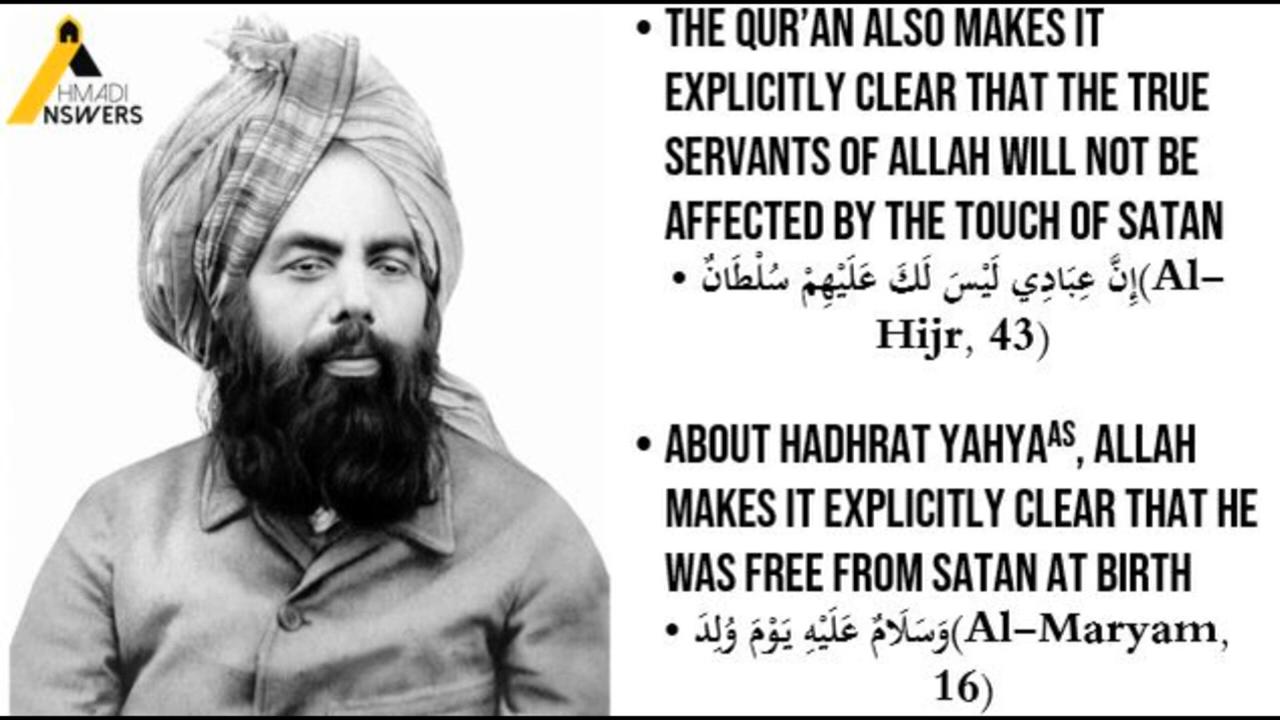 AHMADI
ANSWERS
• THE QUR’AN ALSO MAKES IT
EXPLICITLY CLEAR THAT THE TRUE
SERVANTS OF ALLAH WILL NOT BE
AFFECTED BY THE TOUCH OF SATAN
• إِنَّ عِبَادِي لَيْسَ لَكَ عَلَيْهِمْ سُلْطَانٌ(Al–
Hijr, 43)
• ABOUT HADHRAT YAHYAᴬˢ, ALLAH
MAKES IT EXPLICITLY CLEAR THAT HE
WAS FREE FROM SATAN AT BIRTH
• وَسَلَامٌ عَلَيْهِ يَوْمَ وُلِدَ(Al–Maryam,
16)